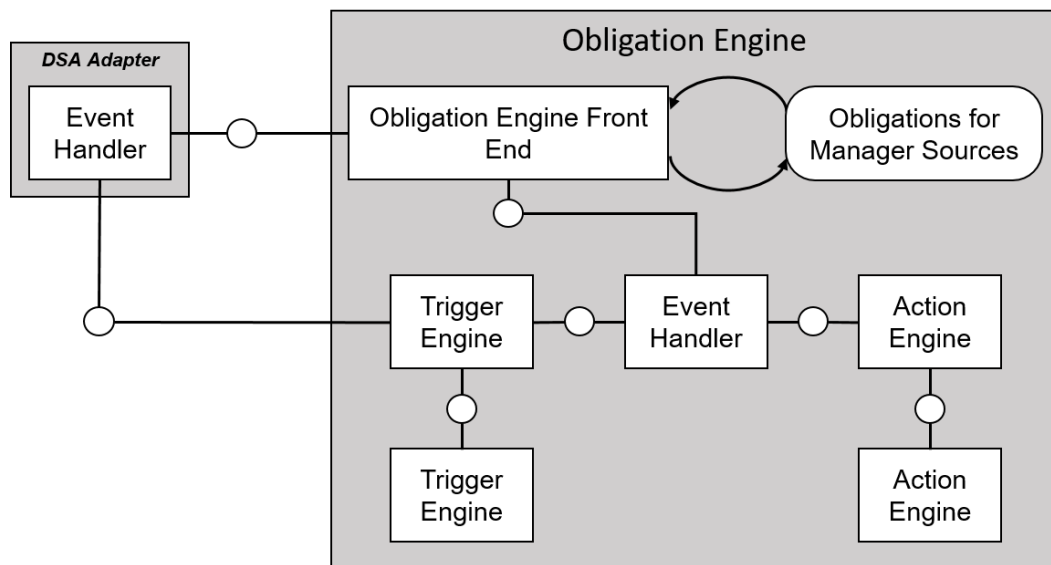 Obligation Engine
DSA Adapter
Event
Handler
Obligation Engine Front
End
Obligations for
Manager Sources
Trigger
Engine
Event
Handler
Action
Engine
Trigger
Engine
Action
Engine